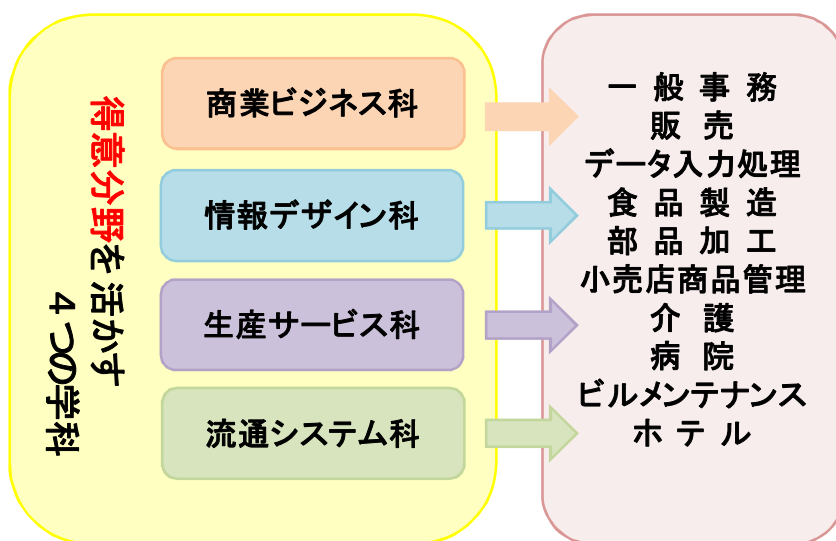 得意分野を活かす
４つの学科
商業ビジネス科
情報デザイン科
生産サービス科
流通システム科
一般事務
販売
データ入力処理
食品製造
部品加工
小売店商品管理
介護
病院
ビルメンテナンス
ホテル